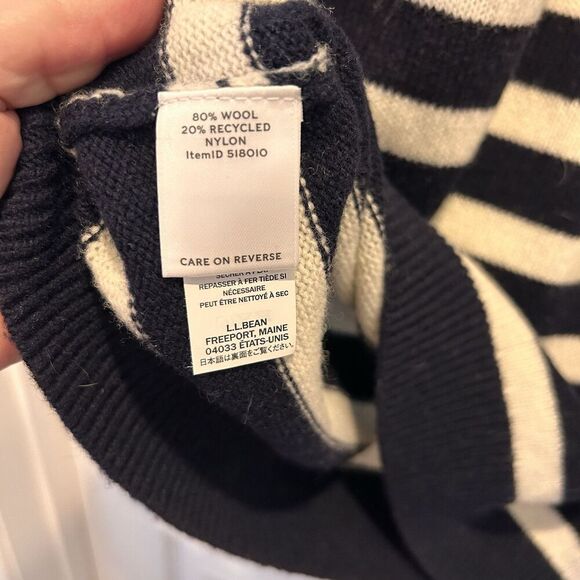 80% WOOL
20% RECYCLED
NYLON
ItemID 518010
CARE ON REVERSE
SÉCHER À PLAT
REPASSER À FER TIÈDE SI
NÉCESSAIRE
PEUT ÊTRE NETTOYÉ À SEC
L.L.BEAN
FREEPORT, MAINE
04033 ÉTATS-UNIS
日本語は裏面をご覧ください。